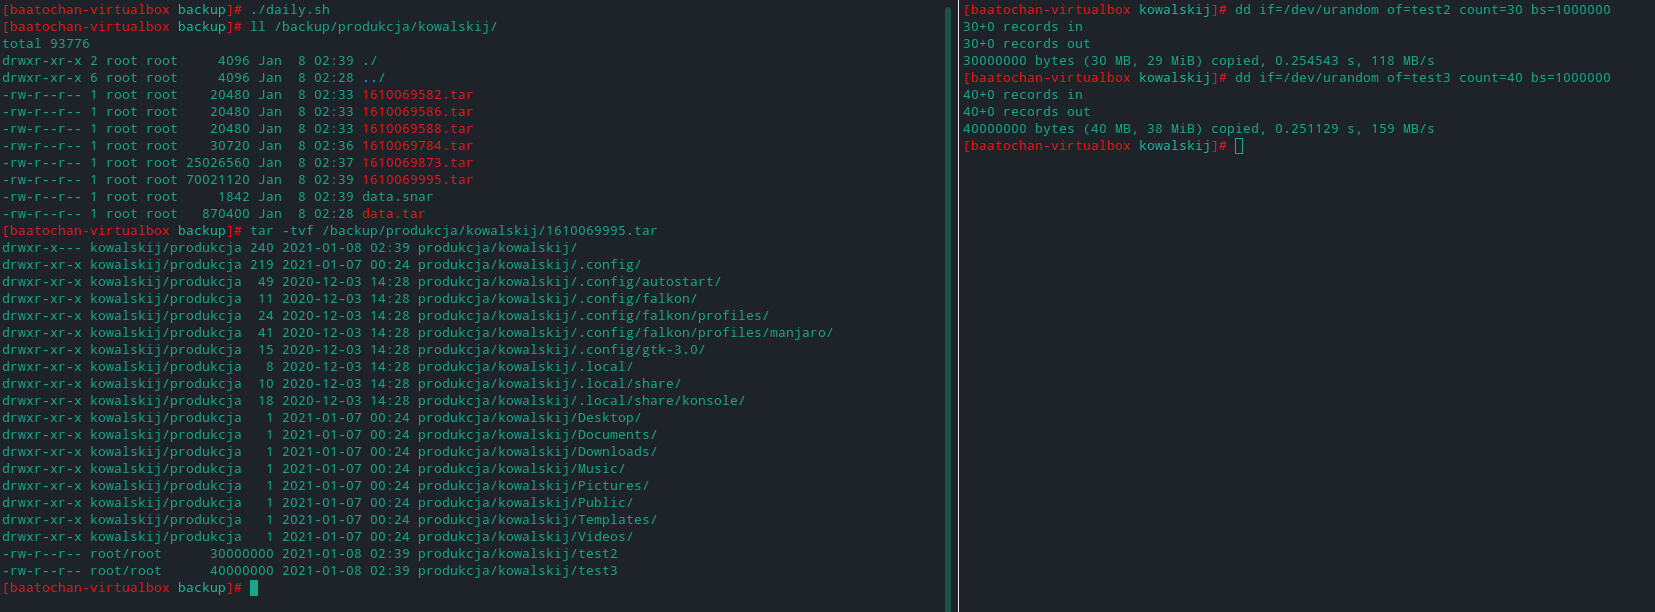 [baatochan-virtualbox backup]# ./daily.sh
[baatochan-virtualbox backup]# ll /backup/produkcja/kowalskij/
total 93776
drwxr-xr-x 2 root root     4096 Jan  8 02:39 ./
drwxr-xr-x 6 root root     4096 Jan  8 02:28 ../
-rw-r--r-- 1 root root    20480 Jan  8 02:33 1610069582.tar
-rw-r--r-- 1 root root    20480 Jan  8 02:33 1610069586.tar
-rw-r--r-- 1 root root    20480 Jan  8 02:33 1610069588.tar
-rw-r--r-- 1 root root    30720 Jan  8 02:36 1610069784.tar
-rw-r--r-- 1 root root 25026560 Jan  8 02:37 1610069873.tar
-rw-r--r-- 1 root root 70021120 Jan  8 02:39 1610069995.tar
-rw-r--r-- 1 root root     1842 Jan  8 02:39 data.snar
-rw-r--r-- 1 root root   870400 Jan  8 02:28 data.tar
[baatochan-virtualbox backup]# tar -tvf /backup/produkcja/kowalskij/1610069995.tar
drwxr-x--- kowalskij/produkcja 240 2021-01-08 02:39 produkcja/kowalskij/
drwxr-xr-x kowalskij/produkcja 219 2021-01-07 00:24 produkcja/kowalskij/.config/
drwxr-xr-x kowalskij/produkcja  49 2020-12-03 14:28 produkcja/kowalskij/.config/autostart/
drwxr-xr-x kowalskij/produkcja  11 2020-12-03 14:28 produkcja/kowalskij/.config/falkon/
drwxr-xr-x kowalskij/produkcja  24 2020-12-03 14:28 produkcja/kowalskij/.config/falkon/profiles/
drwxr-xr-x kowalskij/produkcja  41 2020-12-03 14:28 produkcja/kowalskij/.config/falkon/profiles/manjaro/
drwxr-xr-x kowalskij/produkcja  15 2020-12-03 14:28 produkcja/kowalskij/.config/gtk-3.0/
drwxr-xr-x kowalskij/produkcja   8 2020-12-03 14:28 produkcja/kowalskij/.local/
drwxr-xr-x kowalskij/produkcja  10 2020-12-03 14:28 produkcja/kowalskij/.local/share/
drwxr-xr-x kowalskij/produkcja  18 2020-12-03 14:28 produkcja/kowalskij/.local/share/konsole/
drwxr-xr-x kowalskij/produkcja   1 2021-01-07 00:24 produkcja/kowalskij/Desktop/
drwxr-xr-x kowalskij/produkcja   1 2021-01-07 00:24 produkcja/kowalskij/Documents/
drwxr-xr-x kowalskij/produkcja   1 2021-01-07 00:24 produkcja/kowalskij/Downloads/
drwxr-xr-x kowalskij/produkcja   1 2021-01-07 00:24 produkcja/kowalskij/Music/
drwxr-xr-x kowalskij/produkcja   1 2021-01-07 00:24 produkcja/kowalskij/Pictures/
drwxr-xr-x kowalskij/produkcja   1 2021-01-07 00:24 produkcja/kowalskij/Public/
drwxr-xr-x kowalskij/produkcja   1 2021-01-07 00:24 produkcja/kowalskij/Templates/
drwxr-xr-x kowalskij/produkcja   1 2021-01-07 00:24 produkcja/kowalskij/Videos/
-rw-r--r-- root/root      30000000 2021-01-08 02:39 produkcja/kowalskij/test2
-rw-r--r-- root/root      40000000 2021-01-08 02:39 produkcja/kowalskij/test3
[baatochan-virtualbox backup]#
[baatochan-virtualbox kowalskij]# dd if=/dev/urandom of=test2 count=30 bs=1000000
30+0 records in
30+0 records out
30000000 bytes (30 MB, 29 MiB) copied, 0.254543 s, 118 MB/s
[baatochan-virtualbox kowalskij]# dd if=/dev/urandom of=test3 count=40 bs=1000000
40+0 records in
40+0 records out
40000000 bytes (40 MB, 38 MiB) copied, 0.251129 s, 159 MB/s
[baatochan-virtualbox kowalskij]#